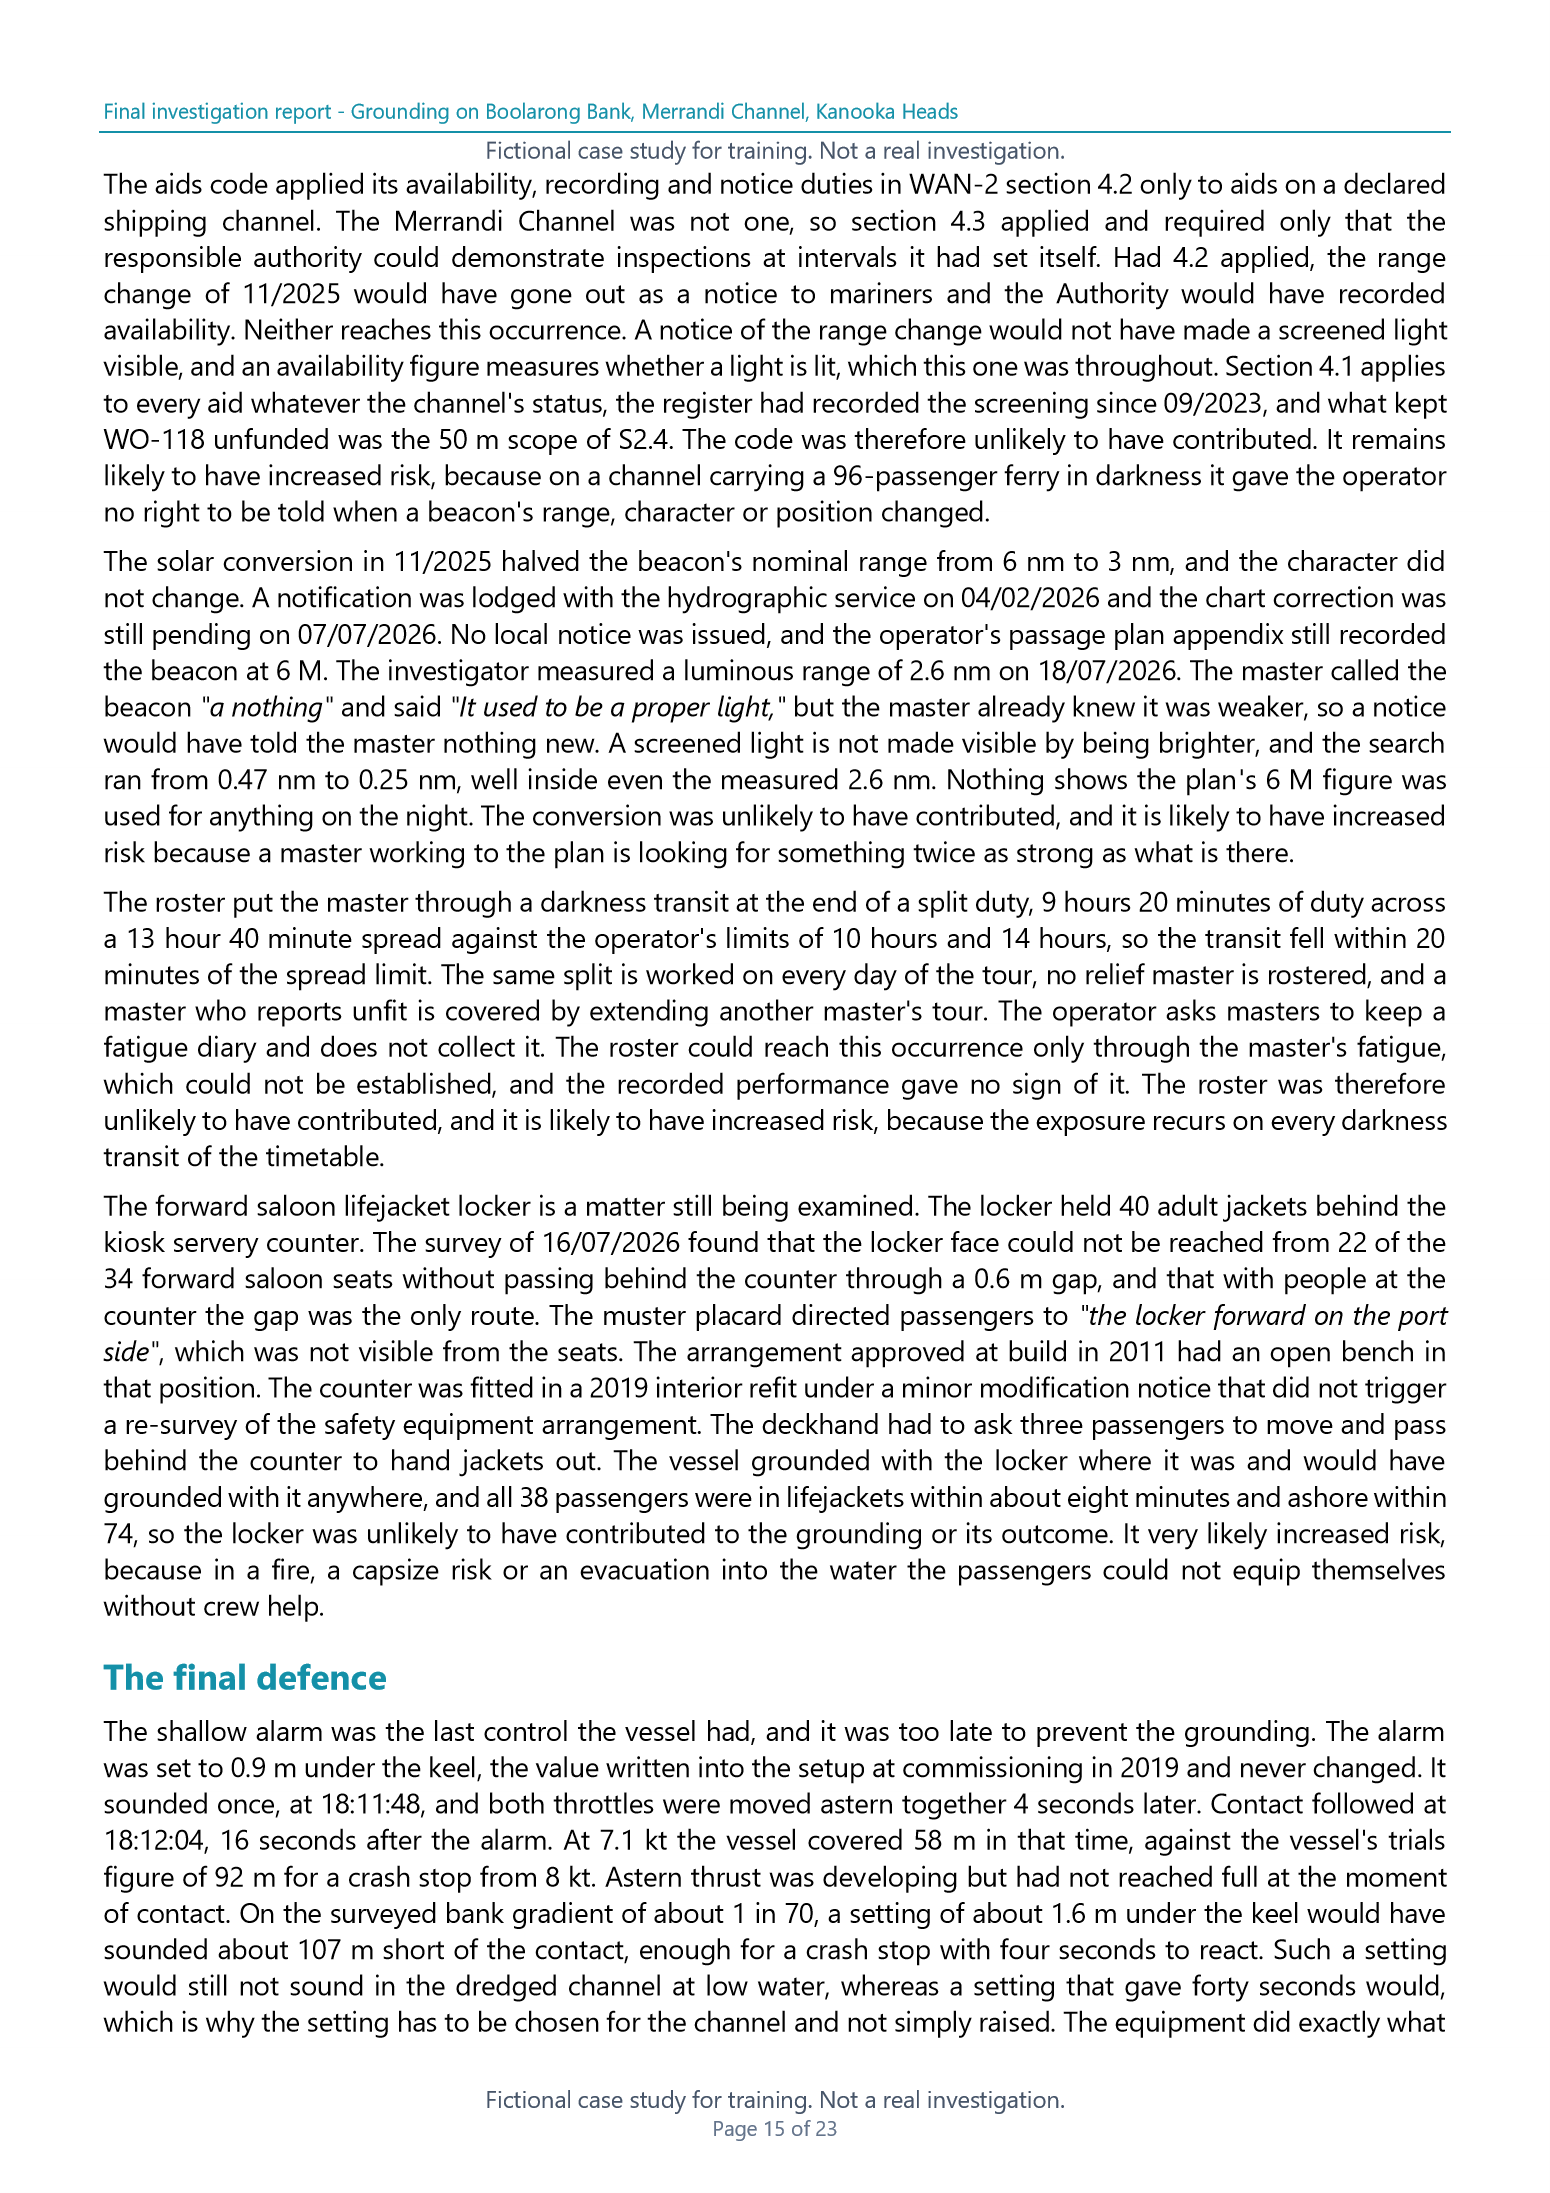 Final investigation report - Grounding on Boolarong Bank, Merrandi Channel, Kanooka Heads
Fictional case study for training. Not a real investigation.
The aids code applied its availability, recording and notice duties in WAN-2 section 4.2 only to aids on a declared
shipping channel. The Merrandi Channel was not one, so section 4.3 applied and required only that the
responsible authority could demonstrate inspections at intervals it had set itself. Had 4.2 applied, the range
change of 11/2025 would have gone out as a notice to mariners and the Authority would have recorded
availability. Neither reaches this occurrence. A notice of the range change would not have made a screened light
visible, and an availability figure measures whether a light is lit, which this one was throughout. Section 4.1 applies
to every aid whatever the channel's status, the register had recorded the screening since 09/2023, and what kept
WO-118 unfunded was the 50 m scope of S2.4. The code was therefore unlikely to have contributed. It remains
likely to have increased risk, because on a channel carrying a 96-passenger ferry in darkness it gave the operator
no right to be told when a beacon's range, character or position changed.
The solar conversion in 11/2025 halved the beacon's nominal range from 6 nm to 3 nm, and the character did
not change. A notification was lodged with the hydrographic service on 04/02/2026 and the chart correction was
still pending on 07/07/2026. No local notice was issued, and the operator's passage plan appendix still recorded
the beacon at 6 M. The investigator measured a luminous range of 2.6 nm on 18/07/2026. The master called the
beacon "a nothing" and said "It used to be a proper light," but the master already knew it was weaker, so a notice
would have told the master nothing new. A screened light is not made visible by being brighter, and the search
ran from 0.47 nm to 0.25 nm, well inside even the measured 2.6 nm. Nothing shows the plan's 6 M figure was
used for anything on the night. The conversion was unlikely to have contributed, and it is likely to have increased
risk because a master working to the plan is looking for something twice as strong as what is there.
The roster put the master through a darkness transit at the end of a split duty, 9 hours 20 minutes of duty across
a 13 hour 40 minute spread against the operator's limits of 10 hours and 14 hours, so the transit fell within 20
minutes of the spread limit. The same split is worked on every day of the tour, no relief master is rostered, and a
master who reports unfit is covered by extending another master's tour. The operator asks masters to keep a
fatigue diary and does not collect it. The roster could reach this occurrence only through the master's fatigue,
which could not be established, and the recorded performance gave no sign of it. The roster was therefore
unlikely to have contributed, and it is likely to have increased risk, because the exposure recurs on every darkness
transit of the timetable.
The forward saloon lifejacket locker is a matter still being examined. The locker held 40 adult jackets behind the
kiosk servery counter. The survey of 16/07/2026 found that the locker face could not be reached from 22 of the
34 forward saloon seats without passing behind the counter through a 0.6 m gap, and that with people at the
counter the gap was the only route. The muster placard directed passengers to "the locker forward on the port
side", which was not visible from the seats. The arrangement approved at build in 2011 had an open bench in
that position. The counter was fitted in a 2019 interior refit under a minor modification notice that did not trigger
a re-survey of the safety equipment arrangement. The deckhand had to ask three passengers to move and pass
behind the counter to hand jackets out. The vessel grounded with the locker where it was and would have
grounded with it anywhere, and all 38 passengers were in lifejackets within about eight minutes and ashore within
74, so the locker was unlikely to have contributed to the grounding or its outcome. It very likely increased risk,
because in a fire, a capsize risk or an evacuation into the water the passengers could not equip themselves
without crew help.
The final defence
The shallow alarm was the last control the vessel had, and it was too late to prevent the grounding. The alarm
was set to 0.9 m under the keel, the value written into the setup at commissioning in 2019 and never changed. It
sounded once, at 18:11:48, and both throttles were moved astern together 4 seconds later. Contact followed at
18:12:04, 16 seconds after the alarm. At 7.1 kt the vessel covered 58 m in that time, against the vessel's trials
figure of 92 m for a crash stop from 8 kt. Astern thrust was developing but had not reached full at the moment
of contact. On the surveyed bank gradient of about 1 in 70, a setting of about 1.6 m under the keel would have
sounded about 107 m short of the contact, enough for a crash stop with four seconds to react. Such a setting
would still not sound in the dredged channel at low water, whereas a setting that gave forty seconds would,
which is why the setting has to be chosen for the channel and not simply raised. The equipment did exactly what
Fictional case study for training. Not a real investigation.
Page 15 of 23